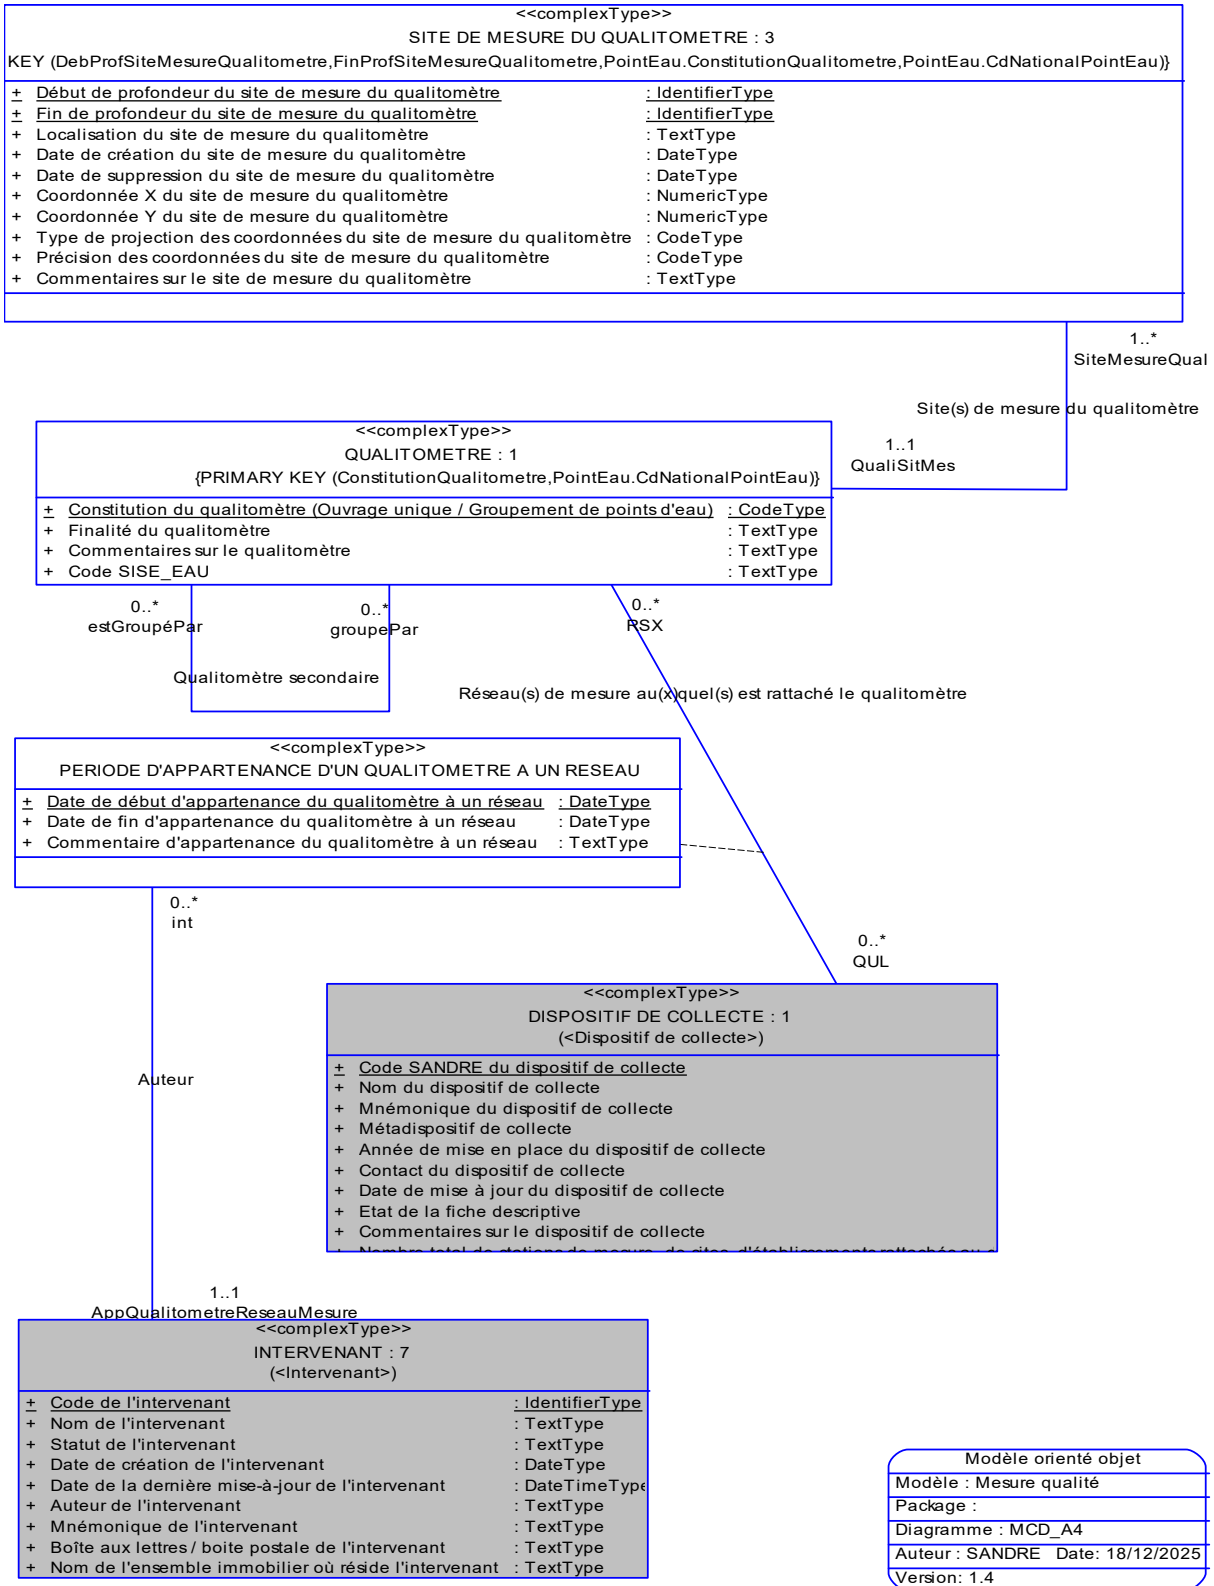 <<complexType>>
SITE DE MESURE DU QUALITOMETRE : 3
KEY (DebProfSiteMesureQualitometre,FinProfSiteMesureQualitometre,PointEau.ConstitutionQualitometre,PointEau.CdNationalPointEau)}
+ Début de profondeur du site de mesure du qualitomètre : IdentifierType
+ Fin de profondeur du site de mesure du qualitomètre : IdentifierType
+ Localisation du site de mesure du qualitomètre : TextType
+ Date de création du site de mesure du qualitomètre : DateType
+ Date de suppression du site de mesure du qualitomètre : DateType
+ Coordonnée X du site de mesure du qualitomètre : NumericType
+ Coordonnée Y du site de mesure du qualitomètre : NumericType
+ Type de projection des coordonnées du site de mesure du qualitomètre : CodeType
+ Précision des coordonnées du site de mesure du qualitomètre : CodeType
+ Commentaires sur le site de mesure du qualitomètre : TextType
1..*
SiteMesureQual
Site(s) de mesure du qualitomètre
1..1
QualiSitMes
<<complexType>>
QUALITOMETRE : 1
{PRIMARY KEY (ConstitutionQualitometre,PointEau.CdNationalPointEau)}
+ Constitution du qualitomètre (Ouvrage unique / Groupement de points d'eau) : CodeType
+ Finalité du qualitomètre : TextType
+ Commentaires sur le qualitomètre : TextType
+ Code SISE_EAU : TextType
0..*
estGroupéPar
0..*
groupePar
0..*
RSX
Qualitomètre secondaire
Réseau(s) de mesure au(x)quel(s) est rattaché le qualitomètre
<<complexType>>
PERIODE D'APPARTENANCE D'UN QUALITOMETRE A UN RESEAU
+ Date de début d'appartenance du qualitomètre à un réseau : DateType
+ Date de fin d'appartenance du qualitomètre à un réseau : DateType
+ Commentaire d'appartenance du qualitomètre à un réseau : TextType
0..*
int
0..*
QUL
<<complexType>>
DISPOSITIF DE COLLECTE : 1
(<Dispositif de collecte>)
+ Code SANDRE du dispositif de collecte
+ Nom du dispositif de collecte
+ Mnémonique du dispositif de collecte
+ Métadispositif de collecte
+ Année de mise en place du dispositif de collecte
+ Contact du dispositif de collecte
+ Date de mise à jour du dispositif de collecte
+ Etat de la fiche descriptive
+ Commentaires sur le dispositif de collecte
+ Nombre total de stations de mesure, de sites, d'établissements rattachés au
Auteur
1..1
AppQualitometreReseauMesure
<<complexType>>
INTERVENANT : 7
(<Intervenant>)
+ Code de l'intervenant : IdentifierType
+ Nom de l'intervenant : TextType
+ Statut de l'intervenant : TextType
+ Date de création de l'intervenant : DateType
+ Date de la dernière mise-à-jour de l'intervenant : DateTimeType
+ Auteur de l'intervenant : TextType
+ Mnémonique de l'intervenant : TextType
+ Boîte aux lettres / boite postale de l'intervenant : TextType
+ Nom de l'ensemble immobilier où réside l'intervenant : TextType
Modèle orienté objet
Modèle : Mesure qualité
Package :
Diagramme : MCD_A4
Auteur : SANDRE Date: 18/12/2025
Version: 1.4